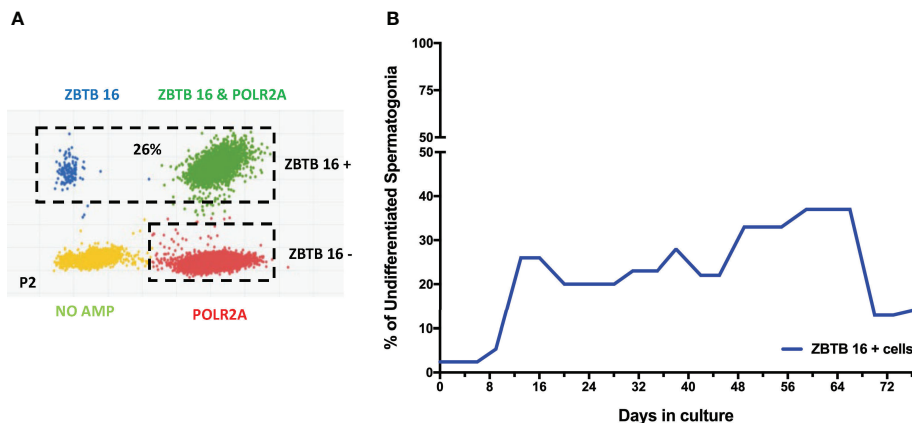 A
ZBTB 16
ZBTB 16 & POLR2A
26%
ZBTB 16 +
ZBTB 16 -
P2
NO AMP
POLR2A
B
% of Undifferentiated Spermatogonia
100
75
50
50
40
30
20
10
0
0 8 16 24 32 40 48 56 64 72
ZBTB 16 + cells
Days in culture